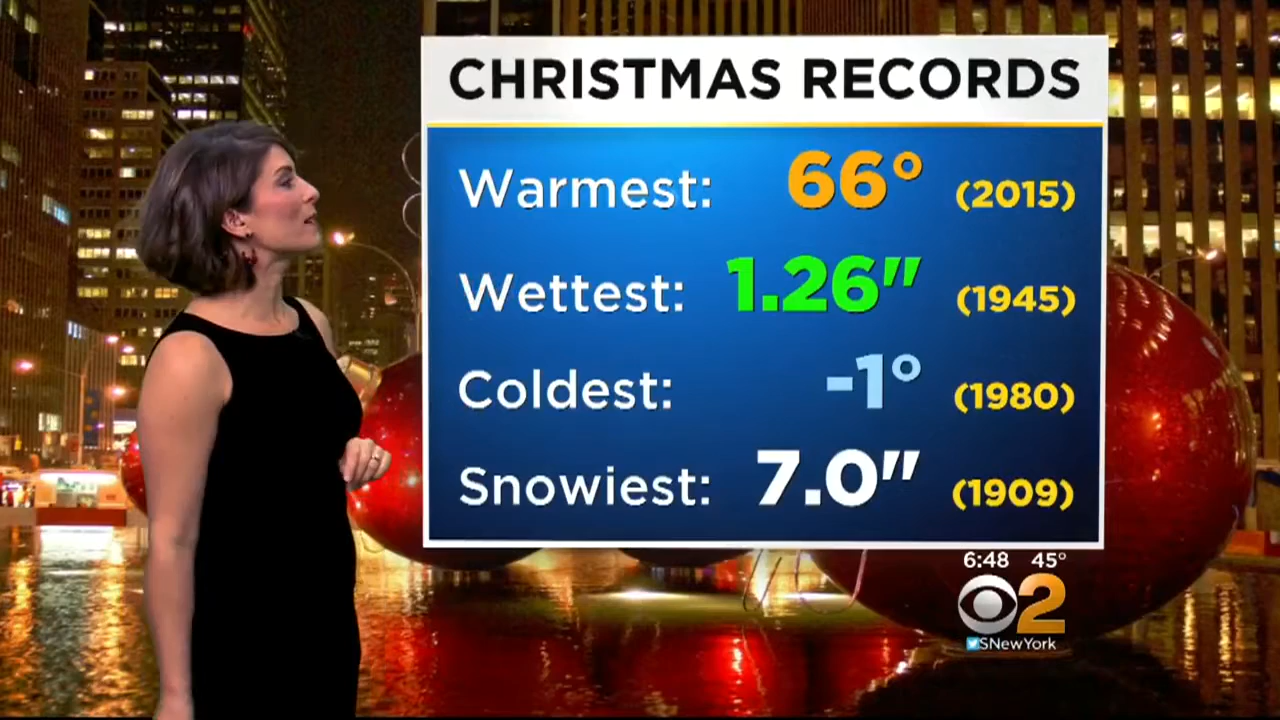 CHRISTMAS RECORDS
Warmest: 66° (2015)
Wettest: 1.26" (1945)
Coldest: -1° (1980)
Snowiest: 7.0" (1909)
6:48 45°
2
SNewYork